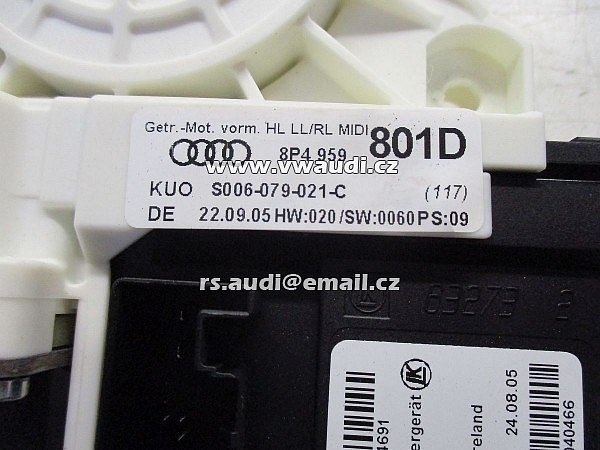 Getr.-Mot. vorm. HL LL/RL MIDI
8P4 959 801D
www.vwaudi.cz
KUO S006-079-021-C (117)
DE 22.09.05 HW:020/SW:0060 PS:09
rs.audi@email.cz
63273 2
4691
ergerät
reland
24.08.05
040466